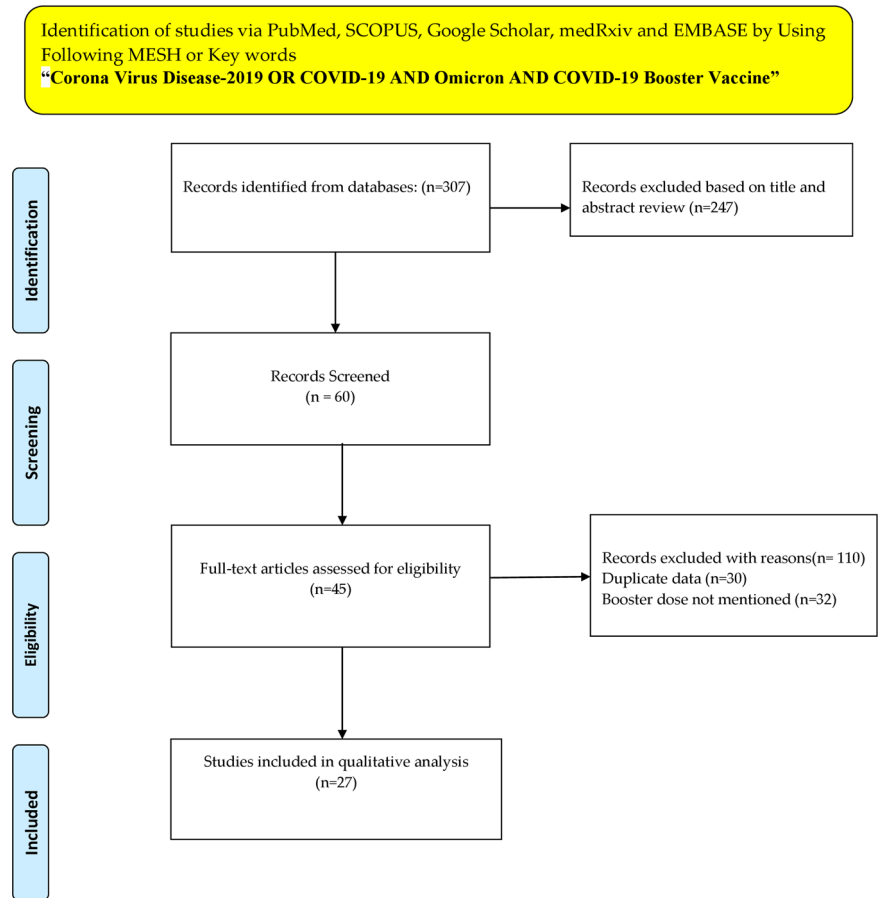 Identification of studies via PubMed, SCOPUS, Google Scholar, medRxiv and EMBASE by Using
Following MESH or Key words
“Corona Virus Disease-2019 OR COVID-19 AND Omicron AND COVID-19 Booster Vaccine”
Identification
Records identified from databases: (n=307)
Records excluded based on title and
abstract review (n=247)
Screening
Records Screened
(n = 60)
Eligibility
Full-text articles assessed for eligibility
(n=45)
Records excluded with reasons(n= 110)
Duplicate data (n=30)
Booster dose not mentioned (n=32)
Included
Studies included in qualitative analysis
(n=27)